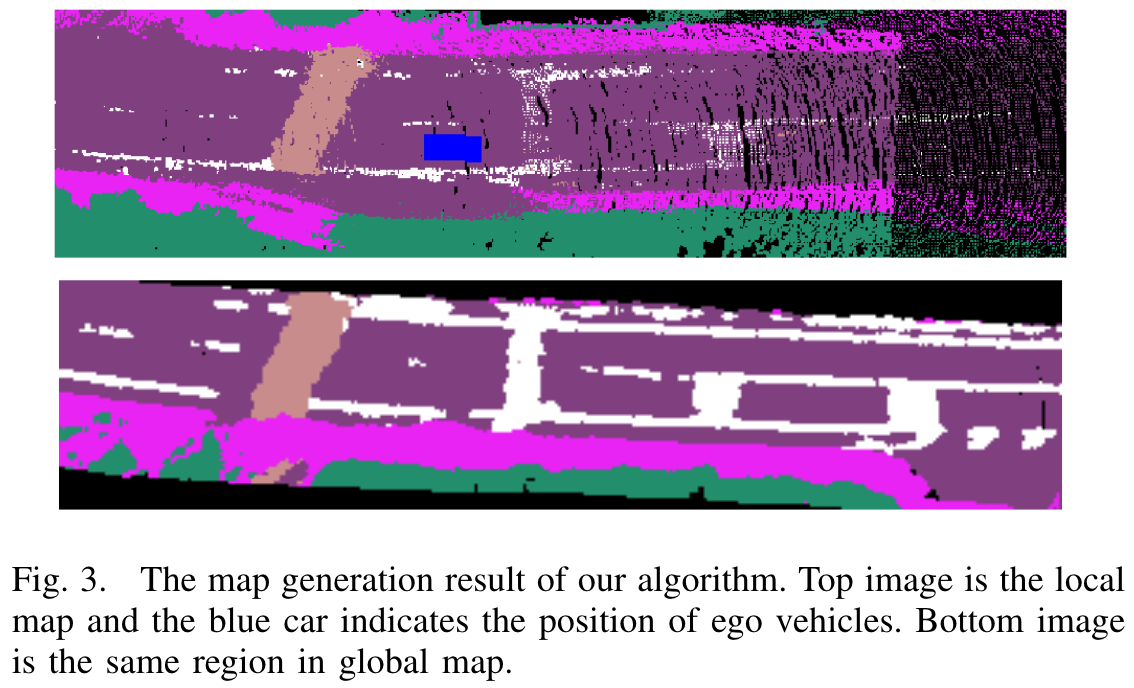 Fig. 3. The map generation result of our algorithm. Top image is the local
map and the blue car indicates the position of ego vehicles. Bottom image
is the same region in global map.